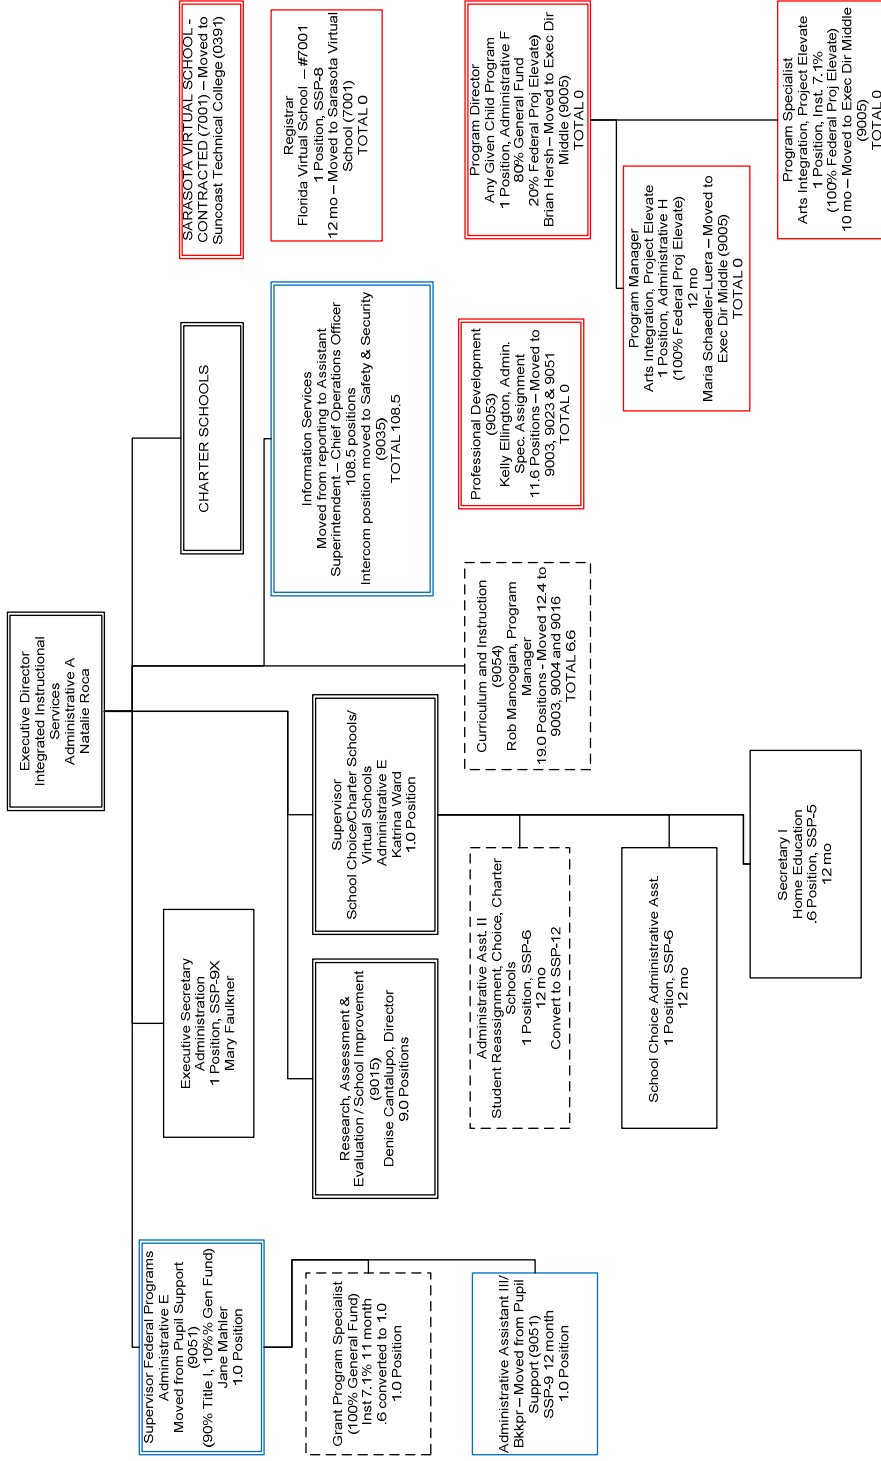 Executive Director
Integrated Instructional
Services
Administrative A
Natalie Roca
Supervisor Federal Programs
Administrative E
Moved from Pupil Support
(9051)
(90% Title I, 10%% Gen Fund)
Jane Mahler
1.0 Position
Executive Secretary
Administration
1 Position, SSP-9X
Mary Faulkner
CHARTER SCHOOLS
SARASOTA VIRTUAL SCHOOL -
CONTRACTED (7001) – Moved to
Suncoast Technical College (0391)
Grant Program Specialist
(100% General Fund)
Inst 7.1% 11 month
.6 converted to 1.0
1.0 Position
Research, Assessment &
Evaluation / School Improvement
(9015)
Denise Cantalupo, Director
9.0 Positions
Supervisor
School Choice/Charter Schools/
Virtual Schools
Administrative E
Katrina Ward
1.0 Position
Information Services
Moved from reporting to Assistant
Superintendent – Chief Operations Officer
108.5 positions
Intercom position moved to Safety & Security
(9035)
TOTAL 108.5
Registrar
Florida Virtual School – #7001
1 Position, SSP-8
12 mo – Moved to Sarasota Virtual
School (7001)
TOTAL 0
Administrative Assistant III/
Bkkpr – Moved from Pupil
Support (9051)
SSP-9 12 month
1.0 Position
Administrative Asst. II
Student Reassignment, Choice, Charter
Schools
1 Position, SSP-6
12 mo
Convert to SSP-12
Curriculum and Instruction
(9054)
Rob Manoogian, Program
Manager
19.0 Positions - Moved 12.4 to
9003, 9004 and 9016
TOTAL 6.6
Professional Development
(9053)
Kelly Ellington, Admin.
Spec. Assignment
11.6 Positions – Moved to
9003, 9023 & 9051
TOTAL 0
Program Director
Any Given Child Program
1 Position, Administrative F
80% General Fund
20% Federal Proj Elevate)
Brian Hersh – Moved to Exec Dir
Middle (9005)
TOTAL 0
School Choice Administrative Asst.
1 Position, SSP-6
12 mo
Program Manager
Arts Integration, Project Elevate
1 Position, Administrative H
(100% Federal Proj Elevate)
12 mo
Maria Schaedler-Luera – Moved to
Exec Dir Middle (9005)
TOTAL 0
Secretary I
Home Education
.6 Position, SSP-5
12 mo
Program Specialist
Arts Integration, Project Elevate
1 Position, Inst. 7.1%
(100% Federal Proj Elevate)
10 mo – Moved to Exec Dir Middle
(9005)
TOTAL 0